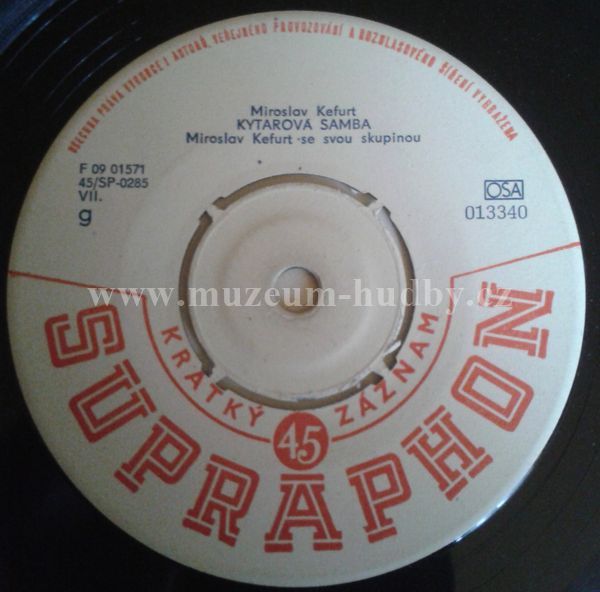 VŠECHNA PRÁVA VÝROBCE I AUTORŮ, VEŘEJNÉHO PROVOZOVÁNÍ A ROZHLASOVÉHO ŠÍŘENÍ VYHRAŽENA
Miroslav Kefurt
KYTAROVÁ SAMBA
Miroslav Kefurt se svou skupinou
F 09 01571
45/SP-0285
VII.
g
OSA
013340
www.muzeum-hudby.cz
KRÁTKÝ 45 ZÁZNAM
SUPRAPHON